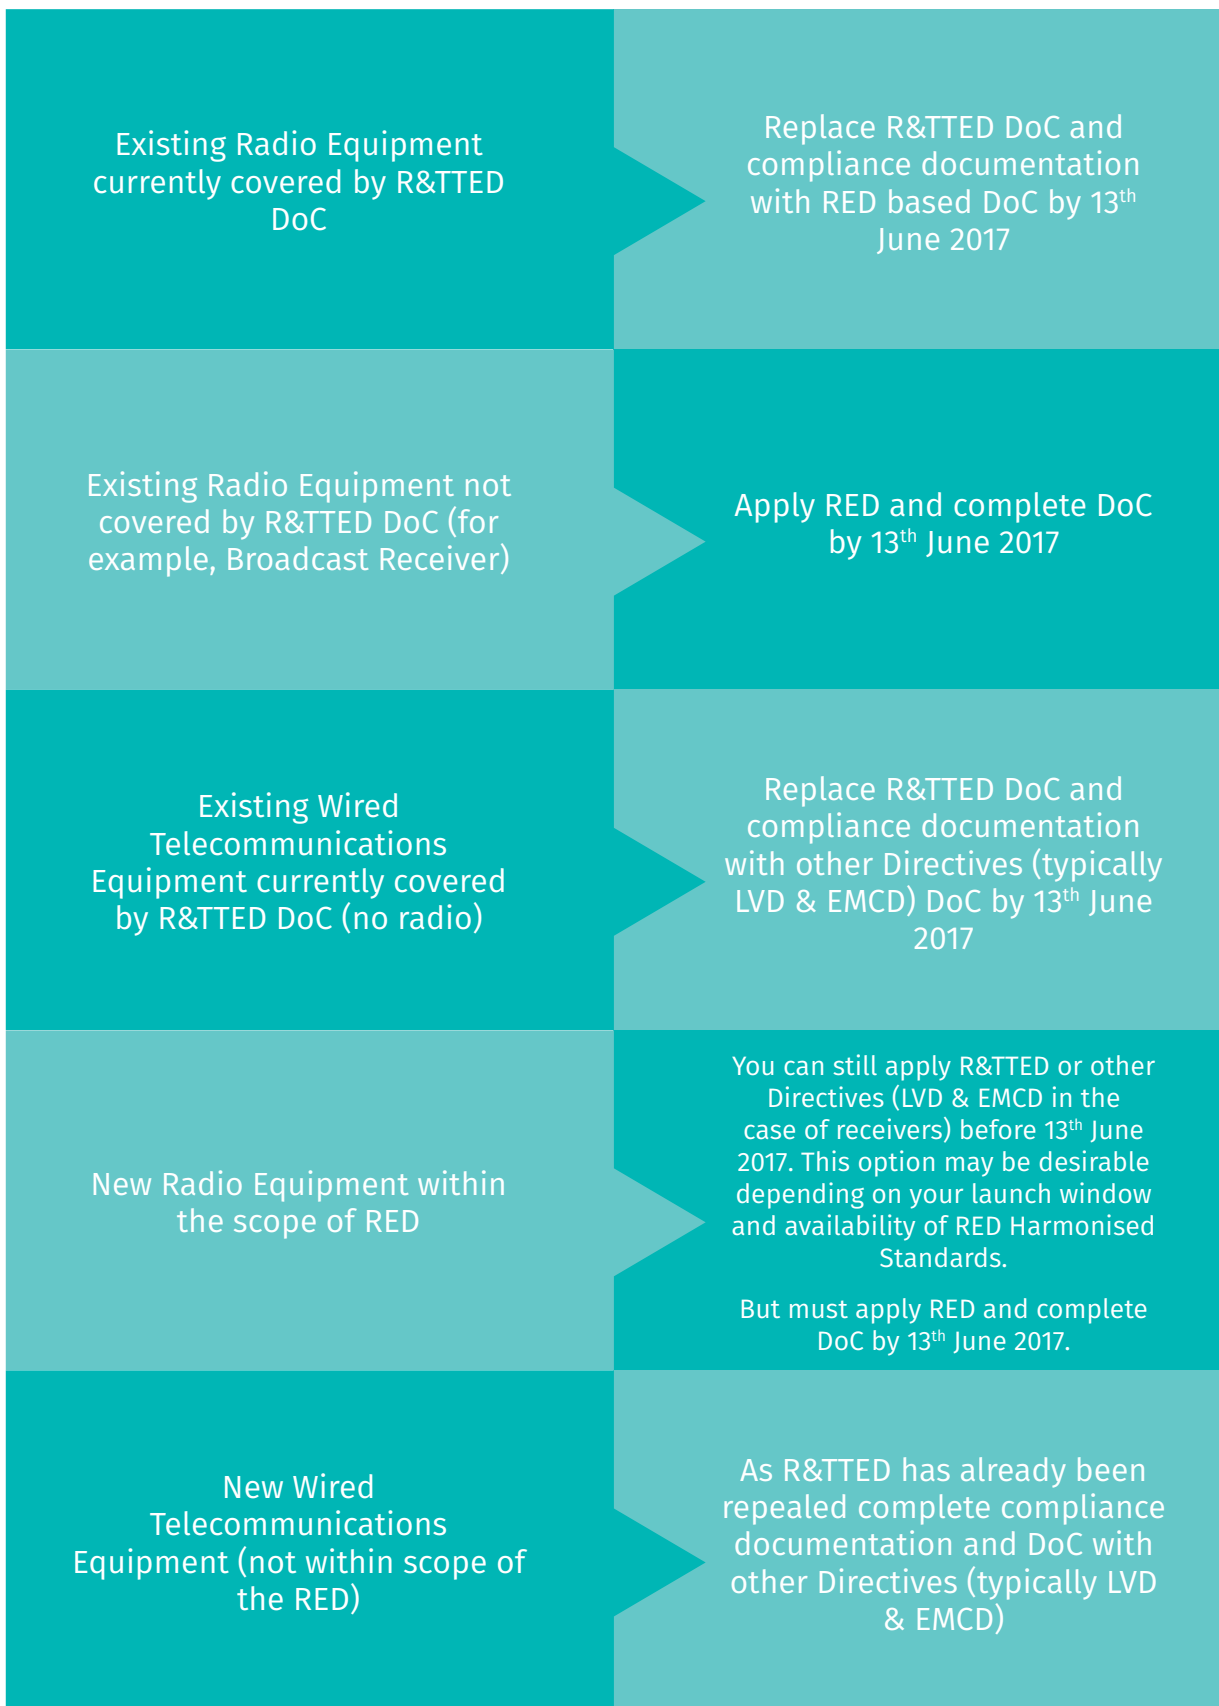 Existing Radio Equipment
currently covered by R&TTED
DoC
Replace R&TTED DoC and
compliance documentation
with RED based DoC by 13th
June 2017
Existing Radio Equipment not
covered by R&TTED DoC (for
example, Broadcast Receiver)
Apply RED and complete DoC
by 13th June 2017
Existing Wired
Telecommunications
Equipment currently covered
by R&TTED DoC (no radio)
Replace R&TTED DoC and
compliance documentation
with other Directives (typically
LVD & EMCD) DoC by 13th June
2017
New Radio Equipment within
the scope of RED
You can still apply R&TTED or other
Directives (LVD & EMCD in the
case of receivers) before 13th June
2017. This option may be desirable
depending on your launch window
and availability of RED Harmonised
Standards.
But must apply RED and complete
DoC by 13th June 2017.
New Wired
Telecommunications
Equipment (not within scope of
the RED)
As R&TTED has already been
repealed complete compliance
documentation and DoC with
other Directives (typically LVD
& EMCD)